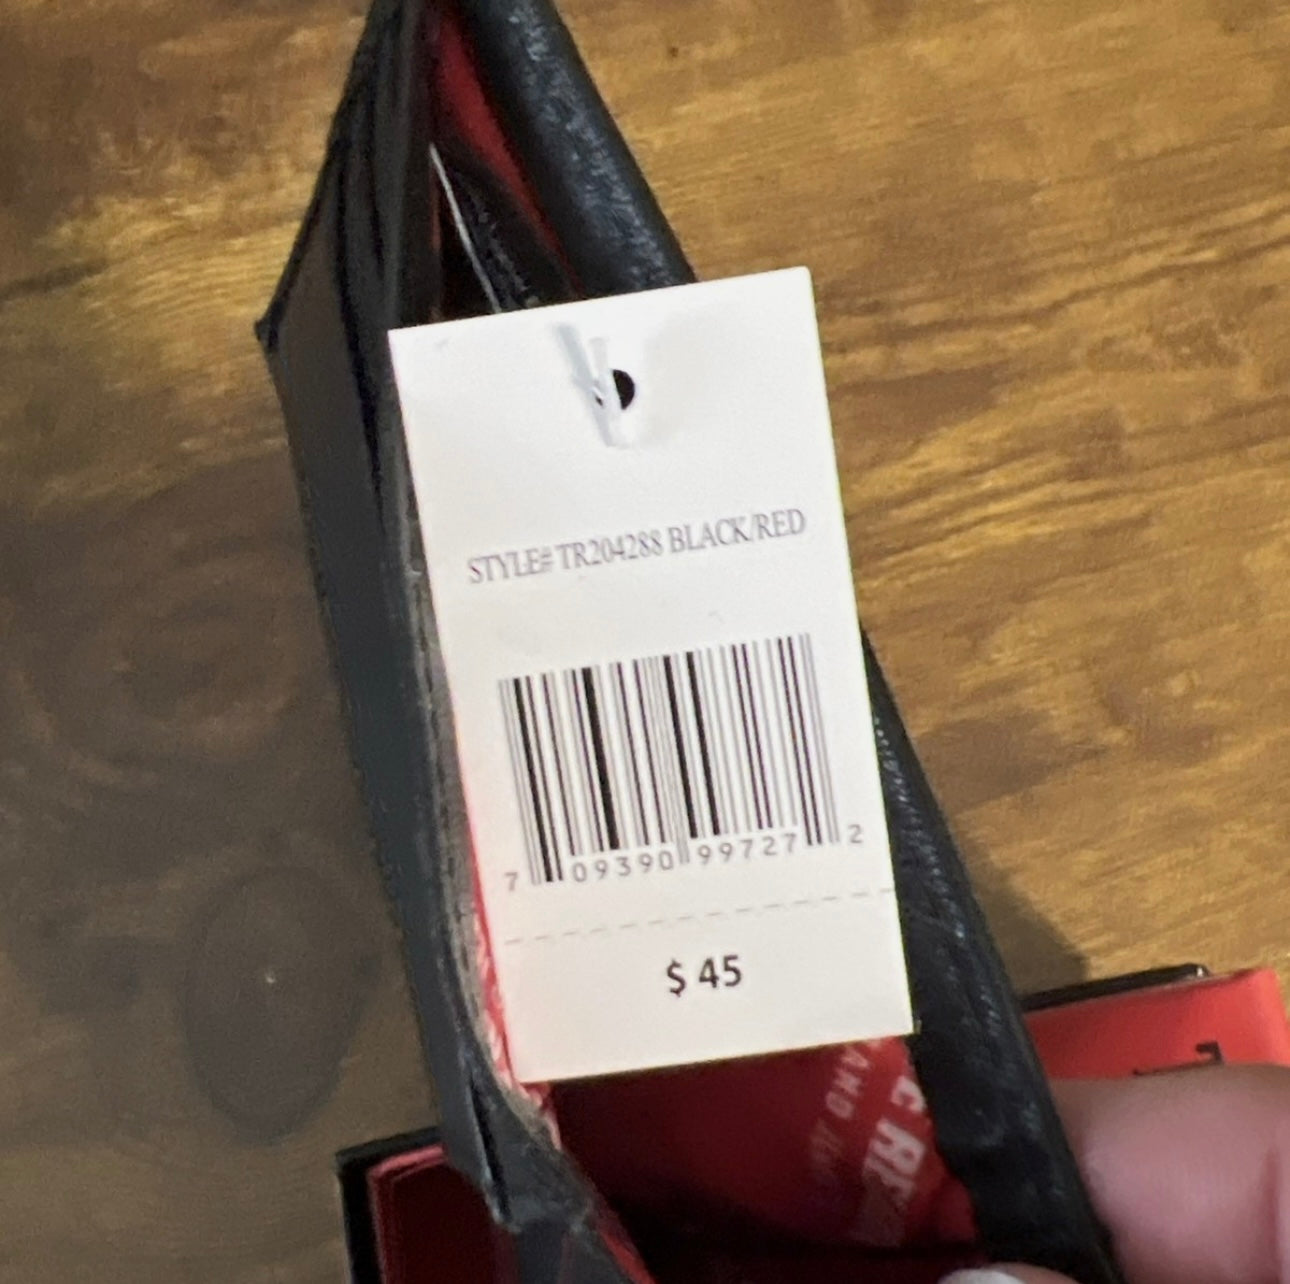 STYLE# TR204288 BLACK/RED
7 09390 99727 2
$ 45